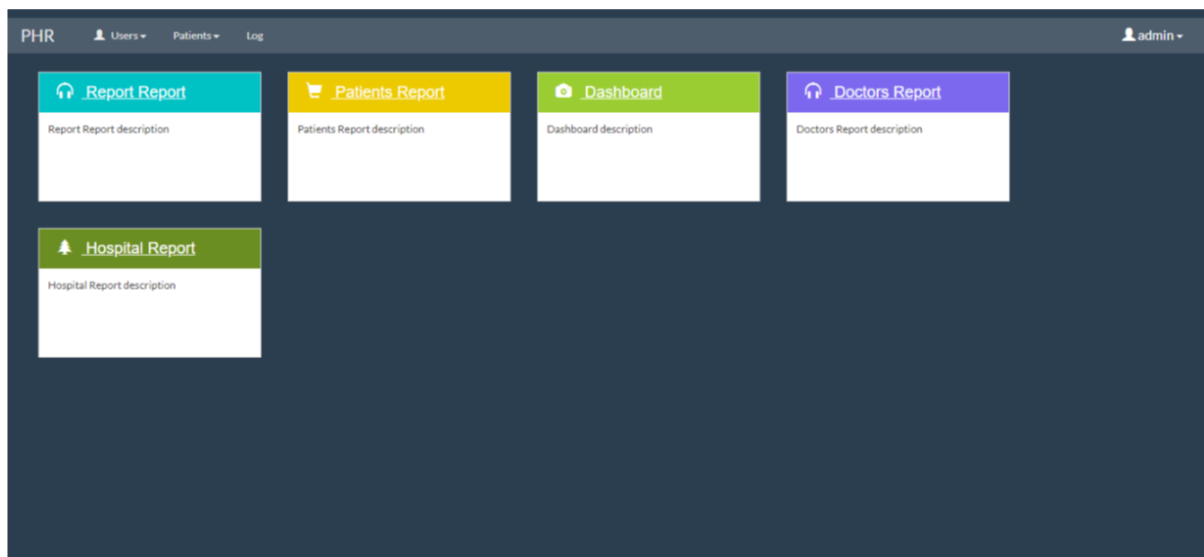 PHR Users Patients Log admin
Report Report
Report Report description
Patients Report
Patients Report description
Dashboard
Dashboard description
Doctors Report
Doctors Report description
Hospital Report
Hospital Report description